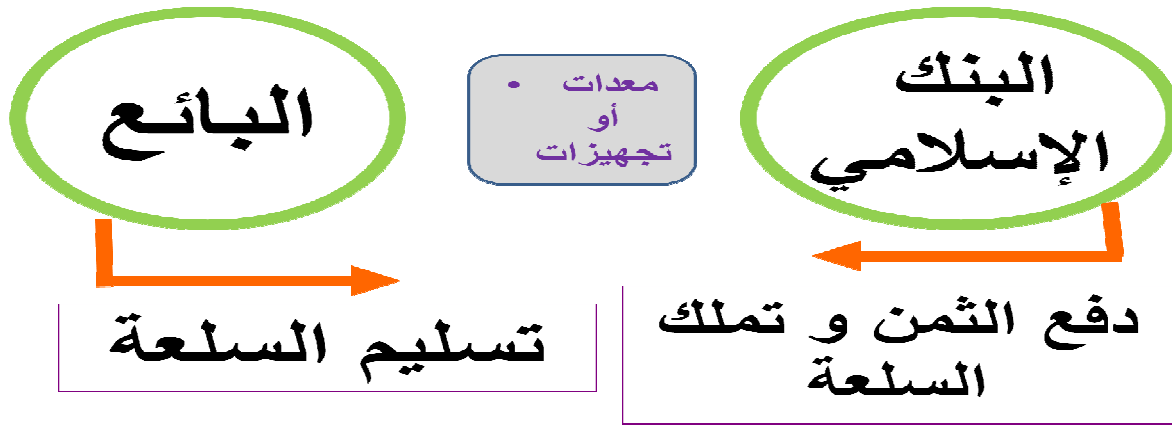 البنك
الإسلامي
• معدات
أو
تجهيزات
البائع
دفع الثمن و تملك
السلعة
تسليم السلعة